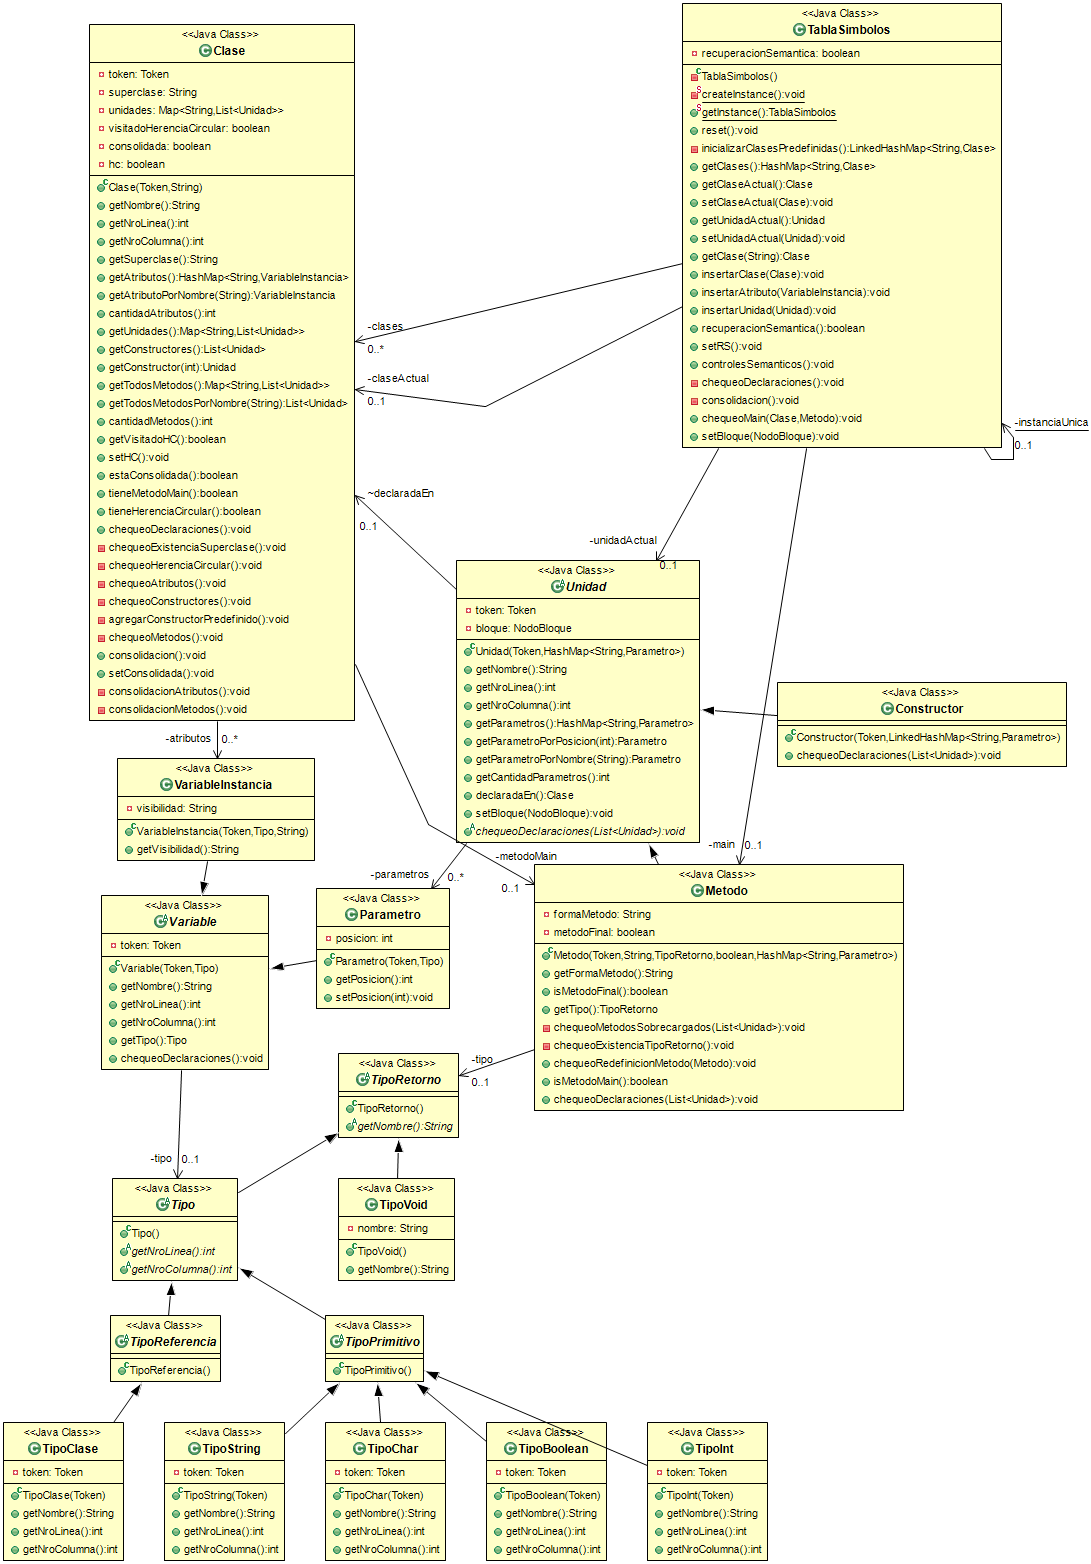 <<Java Class>>
Clase
token: Token
superclase: String
unidades: Map<String,List<Unidad>>
visitadoHerenciaCircular: boolean
consolidada: boolean
hc: boolean
Clase(Token,String)
getNombre():String
getNroLinea():int
getNroColumna():int
getSuperclase():String
getAtributos():HashMap<String,VariableInstancia>
getAtributoPorNombre(String):VariableInstancia
cantidadAtributos():int
getUnidades():Map<String,List<Unidad>>
getConstructores():List<Unidad>
getConstructor(int):Unidad
getTodosMetodos():Map<String,List<Unidad>>
getTodosMetodosPorNombre(String):List<Unidad>
cantidadMetodos():int
getVisitadoHC():boolean
setHC():void
estaConsolidada():boolean
tieneMetodoMain():boolean
tieneHerenciaCircular():boolean
chequeoDeclaraciones():void
chequeoExistenciaSuperclase():void
chequeoHerenciaCircular():void
chequeoAtributos():void
chequeoConstructores():void
agregarConstructorPredefinido():void
chequeoMetodos():void
consolidacion():void
setConsolidada():void
consolidacionAtributos():void
consolidacionMetodos():void
<<Java Class>>
TablaSimbolos
recuperacionSemantica: boolean
TablaSimbolos()
createInstance():void
getInstance():TablaSimbolos
reset():void
inicializarClasesPredefinidas():LinkedHashMap<String,Clase>
getClases():HashMap<String,Clase>
getClaseActual():Clase
setClaseActual(Clase):void
getUnidadActual():Unidad
setUnidadActual(Unidad):void
getClase(String):Clase
insertarClase(Clase):void
insertarAtributo(VariableInstancia):void
insertarUnidad(Unidad):void
recuperacionSemantica():boolean
setRS():void
controlesSemanticos():void
chequeoDeclaraciones():void
consolidacion():void
chequeoMain(Clase,Metodo):void
setBloque(NodoBloque):void
-clases
0..*
-claseActual
0..1
-instanciaUnica
0..1
~declaradaEn
0..1
-unidadActual
0..1
<<Java Class>>
Unidad
token: Token
bloque: NodoBloque
Unidad(Token,HashMap<String,Parametro>)
getNombre():String
getNroLinea():int
getNroColumna():int
getParametros():HashMap<String,Parametro>
getParametroPorPosicion(int):Parametro
getParametroPorNombre(String):Parametro
getCantidadParametros():int
declaradaEn():Clase
setBloque(NodoBloque):void
chequeoDeclaraciones(List<Unidad>):void
<<Java Class>>
Constructor
Constructor(Token,LinkedHashMap<String,Parametro>)
chequeoDeclaraciones(List<Unidad>):void
-atributos
0..*
<<Java Class>>
VariableInstancia
visibilidad: String
VariableInstancia(Token,Tipo,String)
getVisibilidad():String
-metodoMain
0..1
-main
0..1
-parametros
0..*
<<Java Class>>
Variable
token: Token
Variable(Token,Tipo)
getNombre():String
getNroLinea():int
getNroColumna():int
getTipo():Tipo
chequeoDeclaraciones():void
<<Java Class>>
Parametro
posicion: int
Parametro(Token,Tipo)
getPosicion():int
setPosicion(int):void
<<Java Class>>
Metodo
formaMetodo: String
metodoFinal: boolean
Metodo(Token,String,TipoRetorno,boolean,HashMap<String,Parametro>)
getFormaMetodo():String
isMetodoFinal():boolean
getTipo():TipoRetorno
chequeoMetodosSobrecargados(List<Unidad>):void
chequeoExistenciaTipoRetorno():void
chequeoRedefinicionMetodo(Metodo):void
isMetodoMain():boolean
chequeoDeclaraciones(List<Unidad>):void
-tipo
0..1
<<Java Class>>
TipoRetorno
TipoRetorno()
getNombre():String
-tipo
0..1
<<Java Class>>
Tipo
Tipo()
getNroLinea():int
getNroColumna():int
<<Java Class>>
TipoVoid
nombre: String
TipoVoid()
getNombre():String
<<Java Class>>
TipoReferencia
TipoReferencia()
<<Java Class>>
TipoPrimitivo
TipoPrimitivo()
<<Java Class>>
TipoClase
token: Token
TipoClase(Token)
getNombre():String
getNroLinea():int
getNroColumna():int
<<Java Class>>
TipoString
token: Token
TipoString(Token)
getNombre():String
getNroLinea():int
getNroColumna():int
<<Java Class>>
TipoChar
token: Token
TipoChar(Token)
getNombre():String
getNroLinea():int
getNroColumna():int
<<Java Class>>
TipoBoolean
token: Token
TipoBoolean(Token)
getNombre():String
getNroLinea():int
getNroColumna():int
<<Java Class>>
TipoInt
token: Token
TipoInt(Token)
getNombre():String
getNroLinea():int
getNroColumna():int